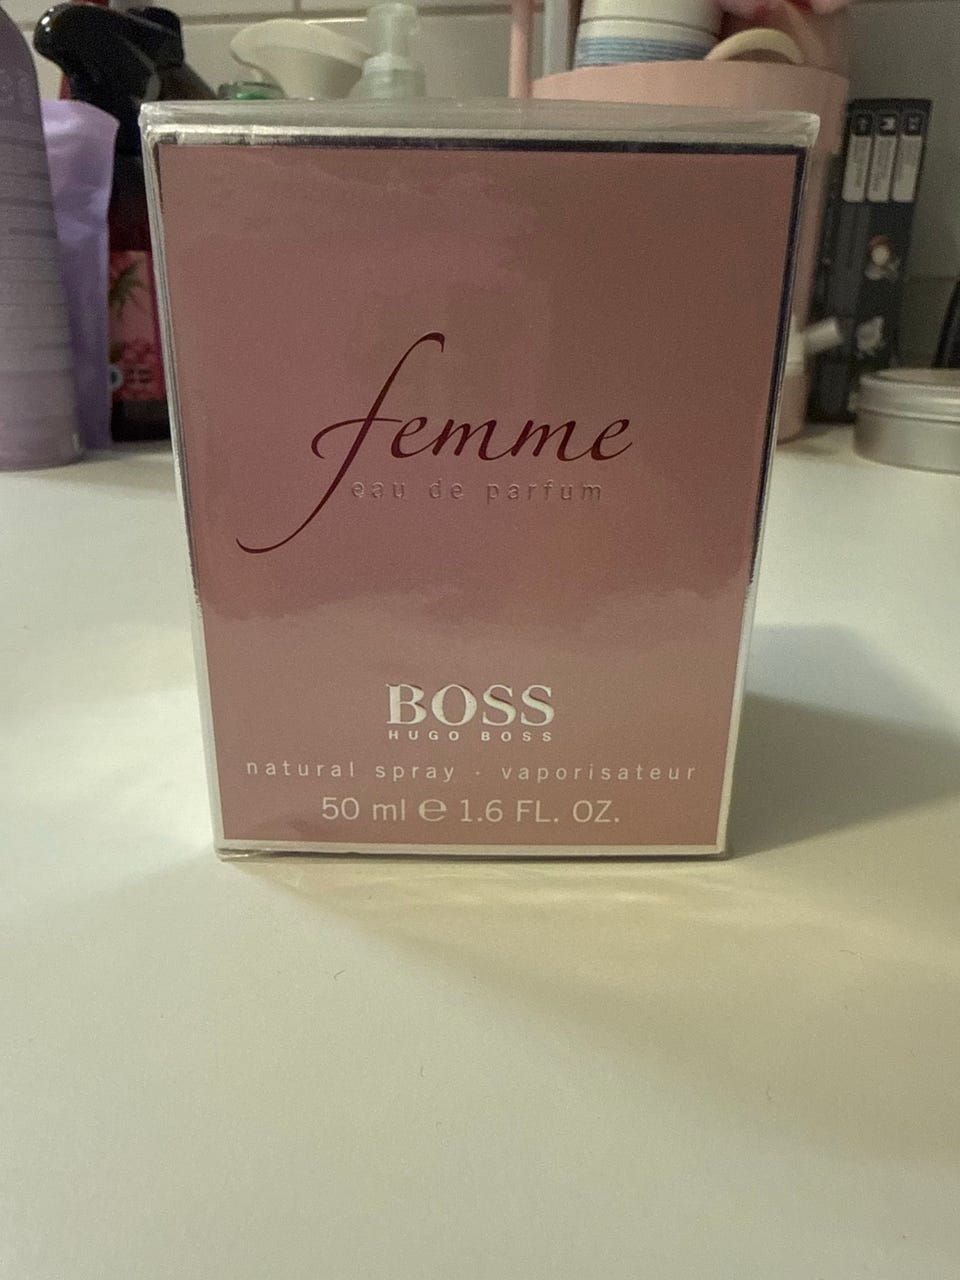 femme
eau de parfum
BOSS
HUGO BOSS
natural spray · vaporisateur
50 ml ℮ 1.6 FL. OZ.